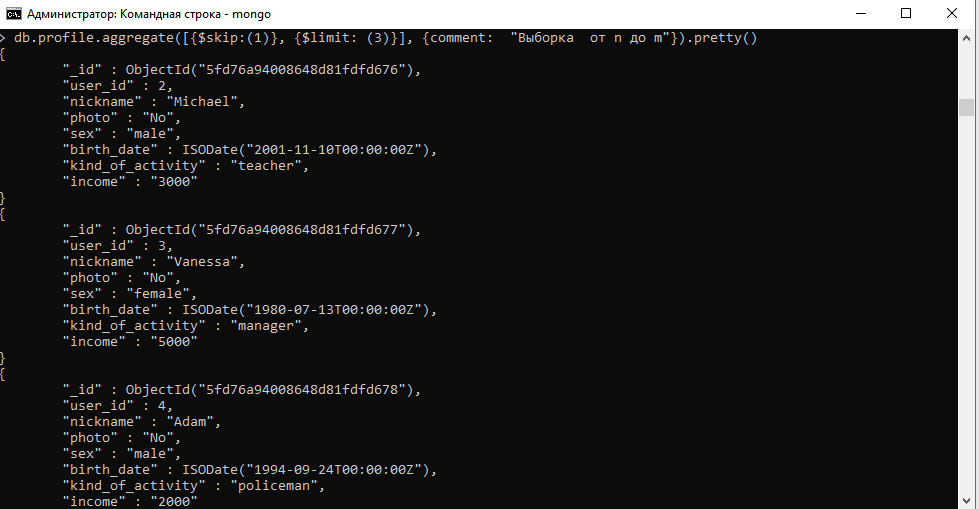 Администратор: Командная строка - mongo
> db.profile.aggregate([{$skip:(1)}, {$limit: (3)}], {comment:  "Выборка  от n до m"}).pretty()
{
        "_id" : ObjectId("5fd76a94008648d81fdfd676"),
        "user_id" : 2,
        "nickname" : "Michael",
        "photo" : "No",
        "sex" : "male",
        "birth_date" : ISODate("2001-11-10T00:00:00Z"),
        "kind_of_activity" : "teacher",
        "income" : "3000"
}
{
        "_id" : ObjectId("5fd76a94008648d81fdfd677"),
        "user_id" : 3,
        "nickname" : "Vanessa",
        "photo" : "No",
        "sex" : "female",
        "birth_date" : ISODate("1980-07-13T00:00:00Z"),
        "kind_of_activity" : "manager",
        "income" : "5000"
}
{
        "_id" : ObjectId("5fd76a94008648d81fdfd678"),
        "user_id" : 4,
        "nickname" : "Adam",
        "photo" : "No",
        "sex" : "male",
        "birth_date" : ISODate("1994-09-24T00:00:00Z"),
        "kind_of_activity" : "policeman",
        "income" : "2000"